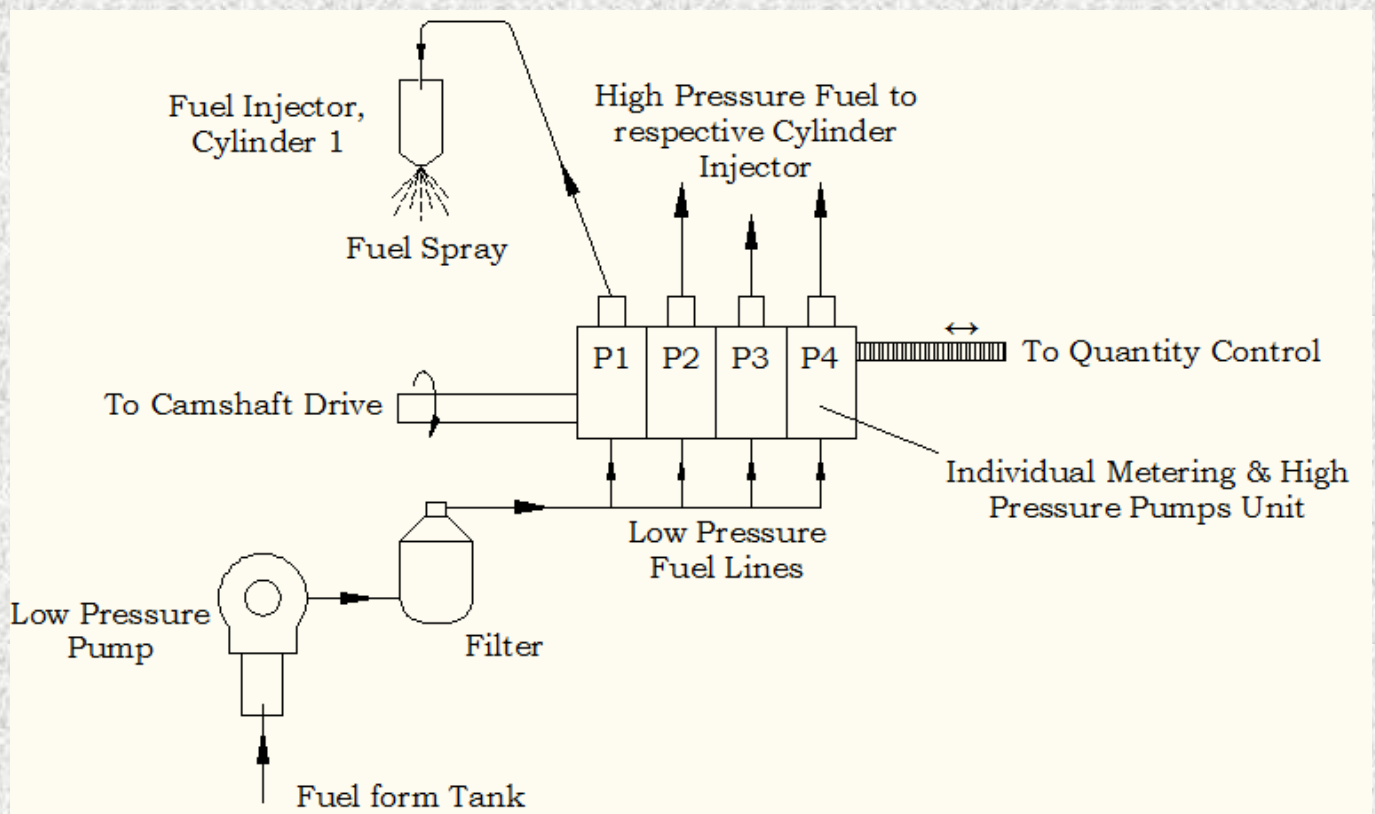 Fuel Injector,
Cylinder 1
Fuel Spray
High Pressure Fuel to
respective Cylinder
Injector
P1 P2 P3 P4
To Quantity Control
To Camshaft Drive
Individual Metering & High
Pressure Pumps Unit
Low Pressure
Fuel Lines
Low Pressure
Pump
Filter
Fuel form Tank